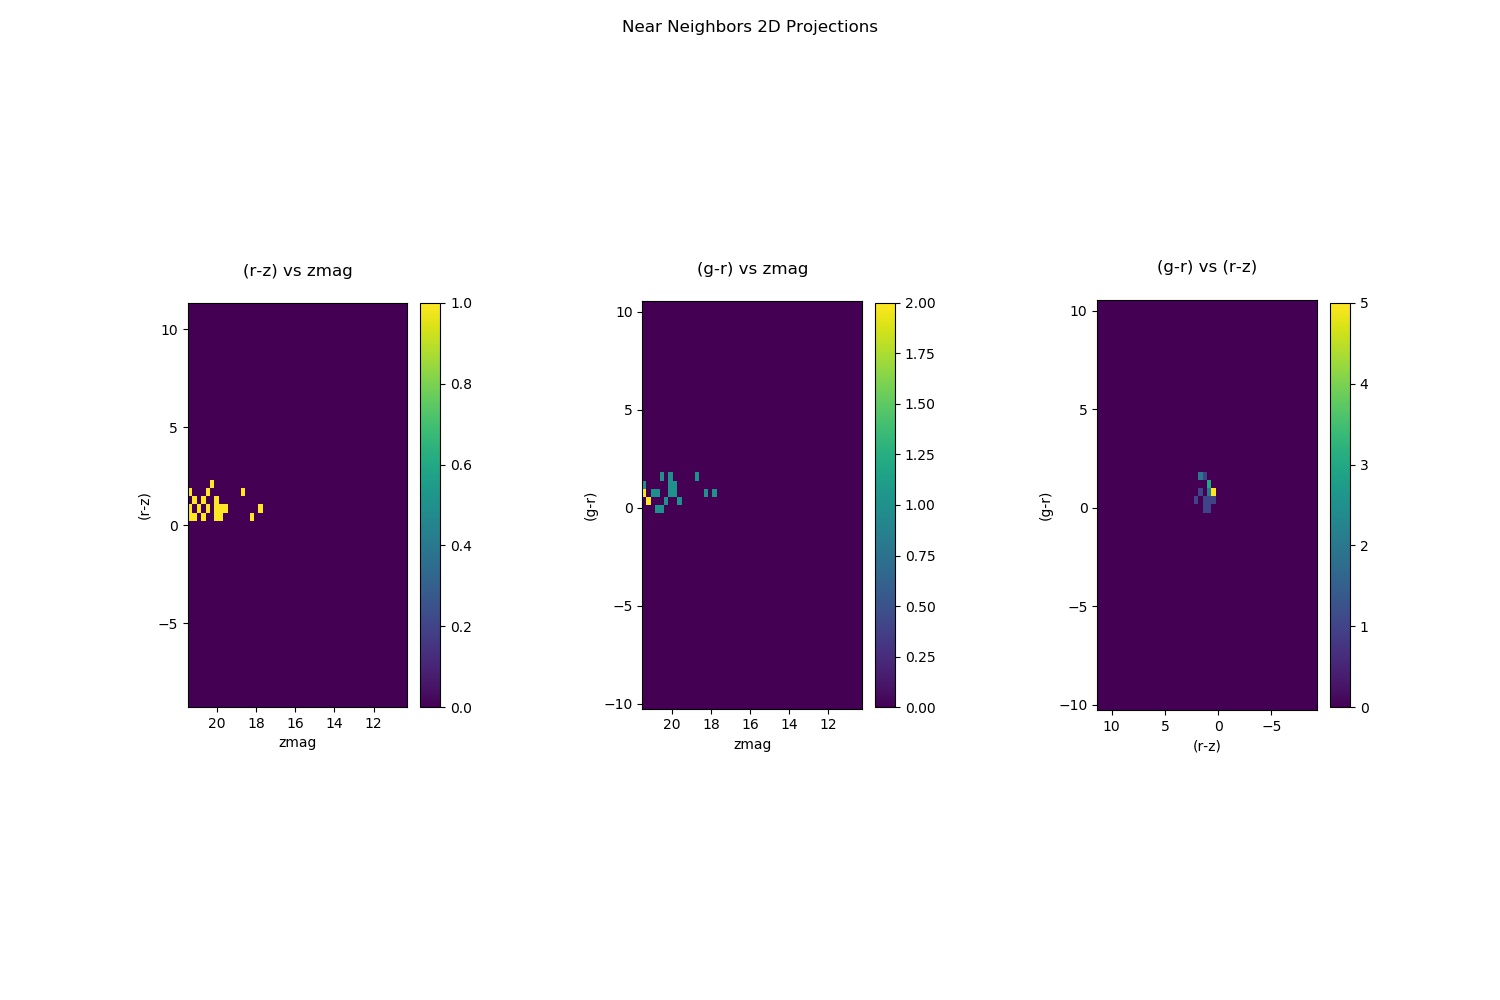 Near Neighbors 2D Projections
(r-z) vs zmag
10
5
0
−5
(r-z)
20 18 16 14 12
zmag
1.0
0.8
0.6
0.4
0.2
0.0
(g-r) vs zmag
10
5
0
−5
−10
(g-r)
20 18 16 14 12
zmag
2.00
1.75
1.50
1.25
1.00
0.75
0.50
0.25
0.00
(g-r) vs (r-z)
10
5
0
−5
−10
(g-r)
10 5 0 −5
(r-z)
5
4
3
2
1
0